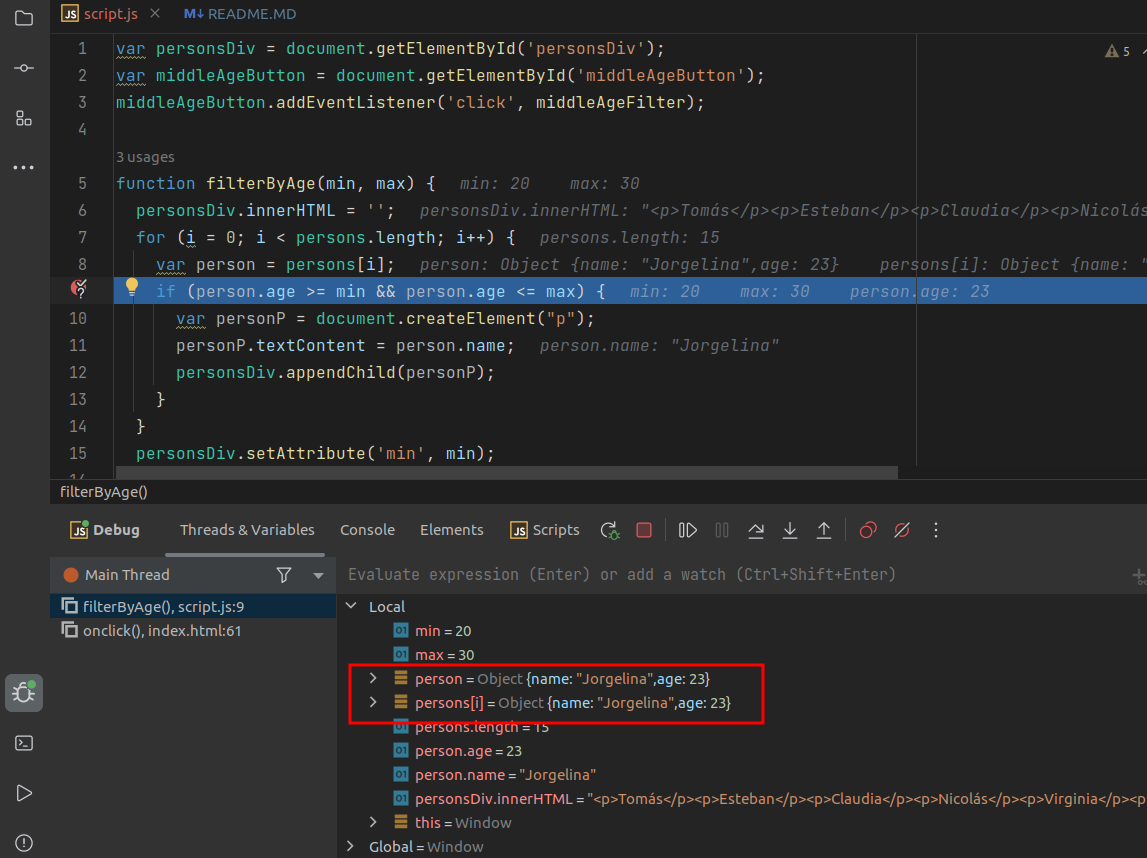 JS script.js × M↓ README.MD
1 var personsDiv = document.getElementById('personsDiv');
⚠ 5
2 var middleAgeButton = document.getElementById('middleAgeButton');
3 middleAgeButton.addEventListener('click', middleAgeFilter);
4
3 usages
5 function filterByAge(min, max) { min: 20 max: 30
6 personsDiv.innerHTML = ''; personsDiv.innerHTML: "<p>Tomás</p><p>Esteban</p><p>Claudia</p><p>Nicolás
7 for (i = 0; i < persons.length; i++) { persons.length: 15
8 var person = persons[i]; person: Object {name: "Jorgelina",age: 23} persons[i]: Object {name: "
if (person.age >= min && person.age <= max) { min: 20 max: 30 person.age: 23
10 var personP = document.createElement("p");
11 personP.textContent = person.name; person.name: "Jorgelina"
12 personsDiv.appendChild(personP);
13 }
14 }
15 personsDiv.setAttribute('min', min);
filterByAge()
JS Debug Threads & Variables Console Elements JS Scripts
Main Thread
Evaluate expression (Enter) or add a watch (Ctrl+Shift+Enter)
filterByAge(), script.js:9
onclick(), index.html:61
Local
01 min = 20
01 max = 30
person = Object {name: "Jorgelina",age: 23}
persons[i] = Object {name: "Jorgelina",age: 23}
01 persons.length = 15
01 person.age = 23
01 person.name = "Jorgelina"
01 personsDiv.innerHTML = "<p>Tomás</p><p>Esteban</p><p>Claudia</p><p>Nicolás</p><p>Virginia</p><p
this = Window
Global = Window